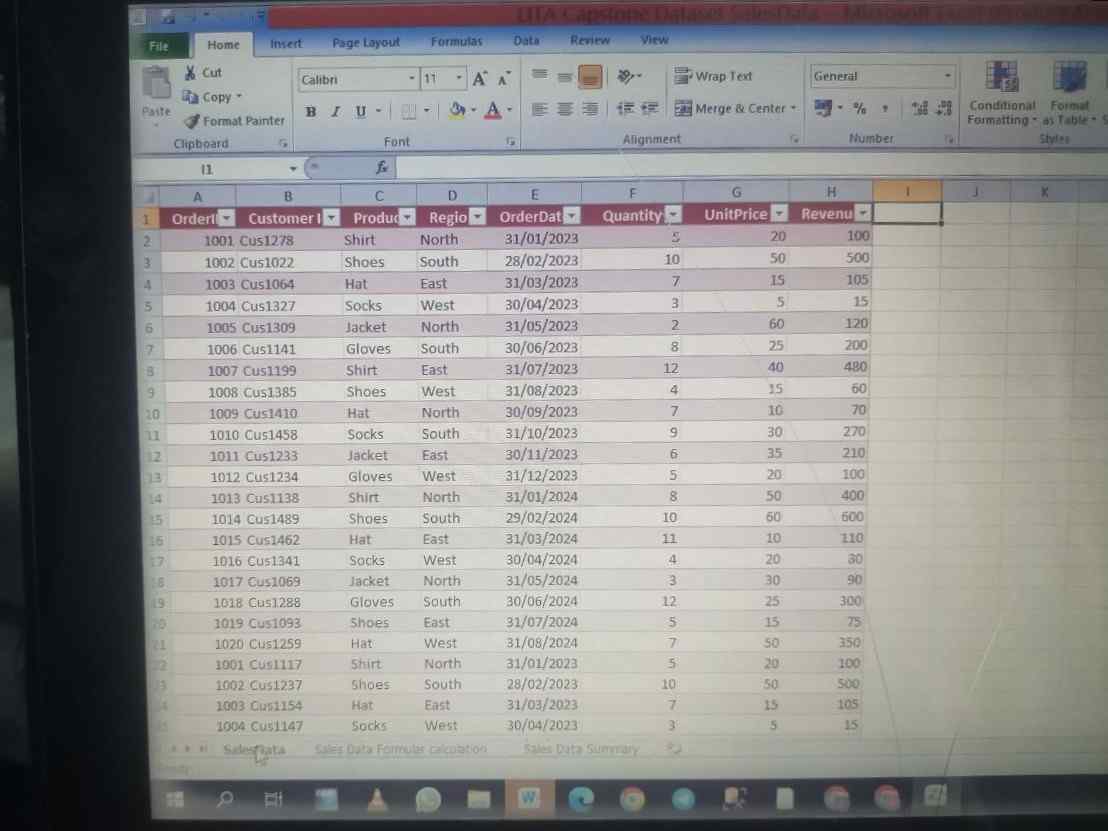 LITA Capstone Dataset SalesData - Microsoft
File Home Insert Page Layout Formulas Data Review View
Cut
Copy
Format Painter
Paste
Clipboard
Calibri 11
B I U
Font
Wrap Text
Merge & Center
Alignment
General
% ,
Number
Conditional Formatting
Format as Table
Styles
I1 fx
A B C D E F G H I J K
1 OrderI Customer I Produc Regio OrderDat Quantity UnitPrice Revenu
2 1001 Cus1278 Shirt North 31/01/2023 5 20 100
3 1002 Cus1022 Shoes South 28/02/2023 10 50 500
4 1003 Cus1064 Hat East 31/03/2023 7 15 105
5 1004 Cus1327 Socks West 30/04/2023 3 5 15
6 1005 Cus1309 Jacket North 31/05/2023 2 60 120
7 1006 Cus1141 Gloves South 30/06/2023 8 25 200
8 1007 Cus1199 Shirt East 31/07/2023 12 40 480
9 1008 Cus1385 Shoes West 31/08/2023 4 15 60
10 1009 Cus1410 Hat North 30/09/2023 7 10 70
11 1010 Cus1458 Socks South 31/10/2023 9 30 270
12 1011 Cus1233 Jacket East 30/11/2023 6 35 210
13 1012 Cus1234 Gloves West 31/12/2023 5 20 100
14 1013 Cus1138 Shirt North 31/01/2024 8 50 400
15 1014 Cus1489 Shoes South 29/02/2024 10 60 600
16 1015 Cus1462 Hat East 31/03/2024 11 10 110
17 1016 Cus1341 Socks West 30/04/2024 4 20 30
18 1017 Cus1069 Jacket North 31/05/2024 3 30 90
19 1018 Cus1288 Gloves South 30/06/2024 12 25 300
20 1019 Cus1093 Shoes East 31/07/2024 5 15 75
21 1020 Cus1259 Hat West 31/08/2024 7 50 350
22 1001 Cus1117 Shirt North 31/01/2023 5 20 100
23 1002 Cus1237 Shoes South 28/02/2023 10 50 500
24 1003 Cus1154 Hat East 31/03/2023 7 15 105
1004 Cus1147 Socks West 30/04/2023 3 5 15
SalesData Sales Data Formular calculation Sales Data Summary